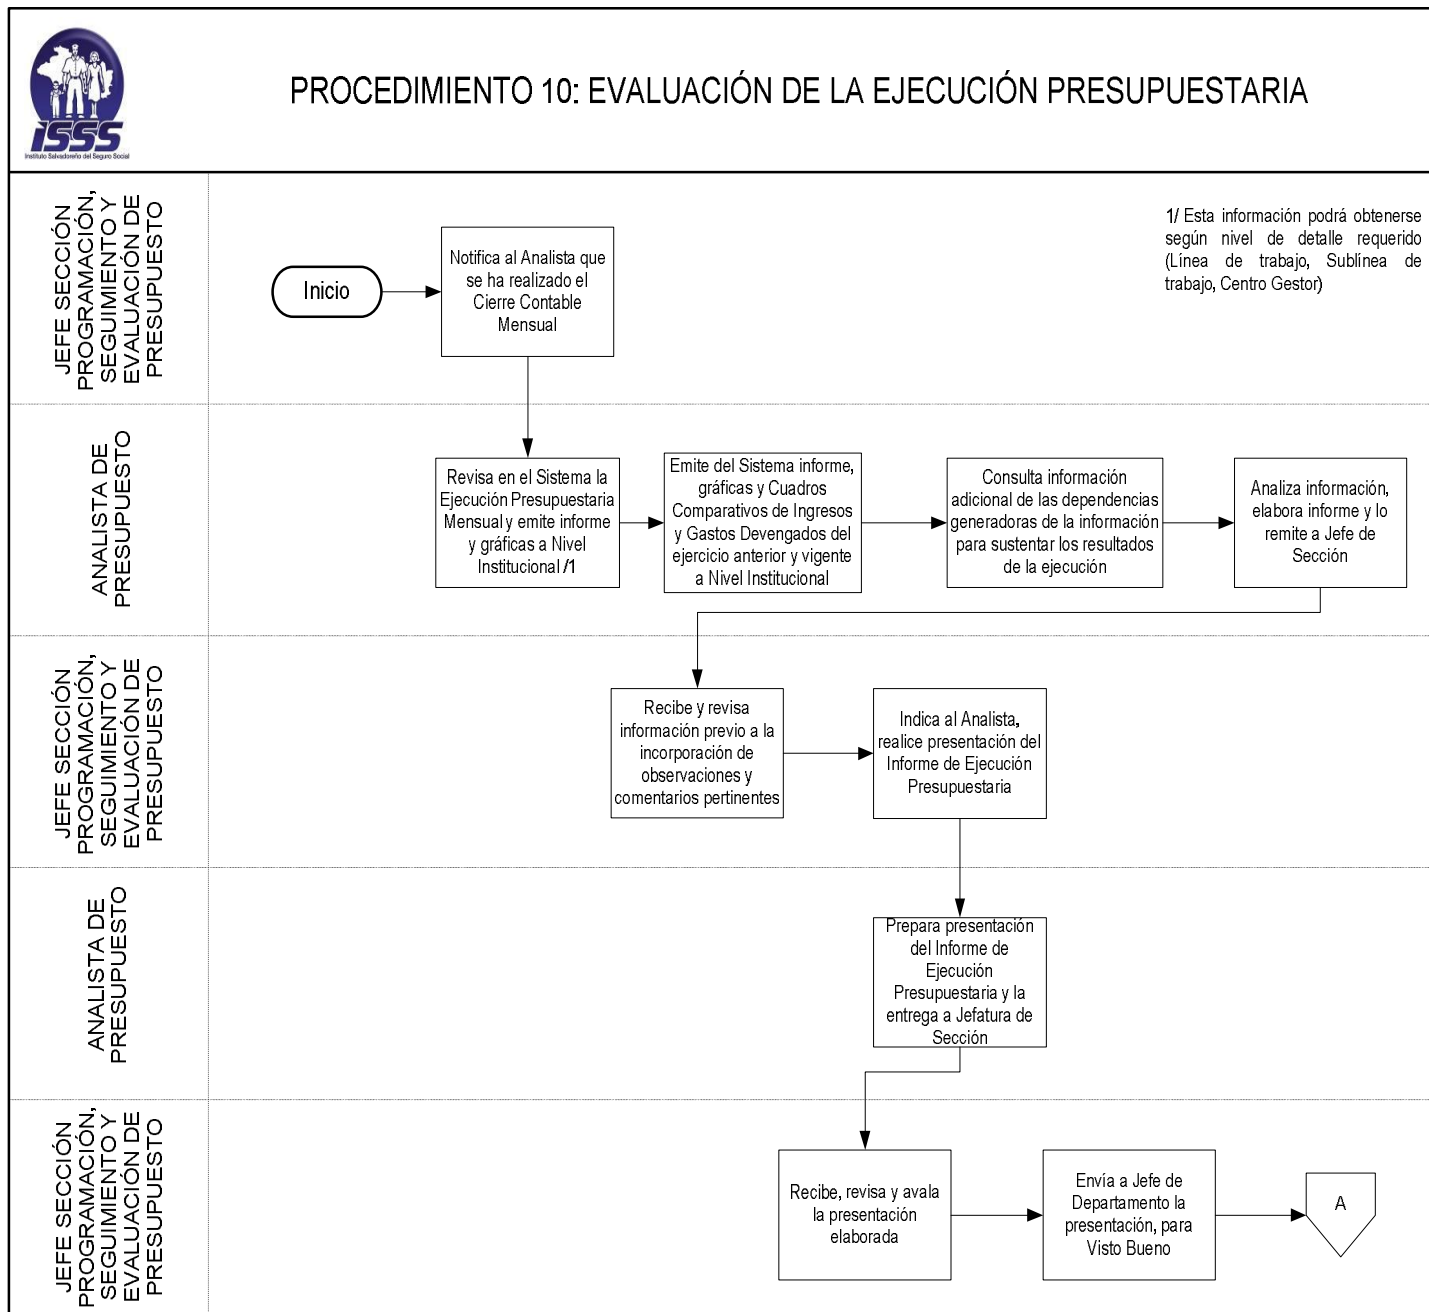 ISSS
Instituto Salvadoreño del Seguro Social
PROCEDIMIENTO 10: EVALUACIÓN DE LA EJECUCIÓN PRESUPUESTARIA
JEFE SECCIÓN
PROGRAMACIÓN,
SEGUIMIENTO Y
EVALUACIÓN DE
PRESUPUESTO
Inicio
Notifica al Analista que
se ha realizado el
Cierre Contable
Mensual
1/ Esta información podrá obtenerse
según nivel de detalle requerido
(Línea de trabajo, Sublínea de
trabajo, Centro Gestor)
ANALISTA DE
PRESUPUESTO
Revisa en el Sistema la
Ejecución Presupuestaria
Mensual y emite informe
y gráficas a Nivel
Institucional /1
Emite del Sistema informe,
gráficas y Cuadros
Comparativos de Ingresos
y Gastos Devengados del
ejercicio anterior y vigente
a Nivel Institucional
Consulta información
adicional de las dependencias
generadoras de la información
para sustentar los resultados
de la ejecución
Analiza información,
elabora informe y lo
remite a Jefe de
Sección
JEFE SECCIÓN
PROGRAMACIÓN,
SEGUIMIENTO Y
EVALUACIÓN DE
PRESUPUESTO
Recibe y revisa
información previo a la
incorporación de
observaciones y
comentarios pertinentes
Indica al Analista,
realice presentación del
Informe de Ejecución
Presupuestaria
ANALISTA DE
PRESUPUESTO
Prepara presentación
del Informe de
Ejecución
Presupuestaria y la
entrega a Jefatura de
Sección
JEFE SECCIÓN
PROGRAMACIÓN,
SEGUIMIENTO Y
EVALUACIÓN DE
PRESUPUESTO
Recibe, revisa y avala
la presentación
elaborada
Envía a Jefe de
Departamento la
presentación, para
Visto Bueno
A